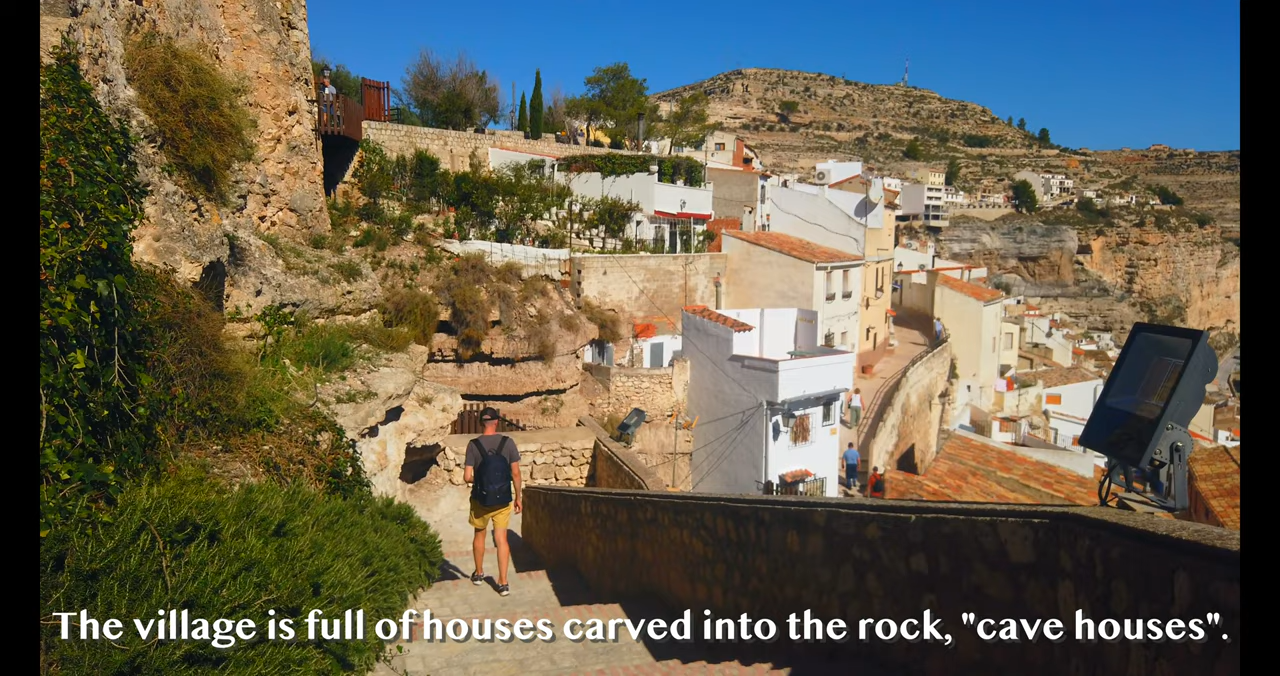 The village is full of houses carved into the rock, "cave houses".